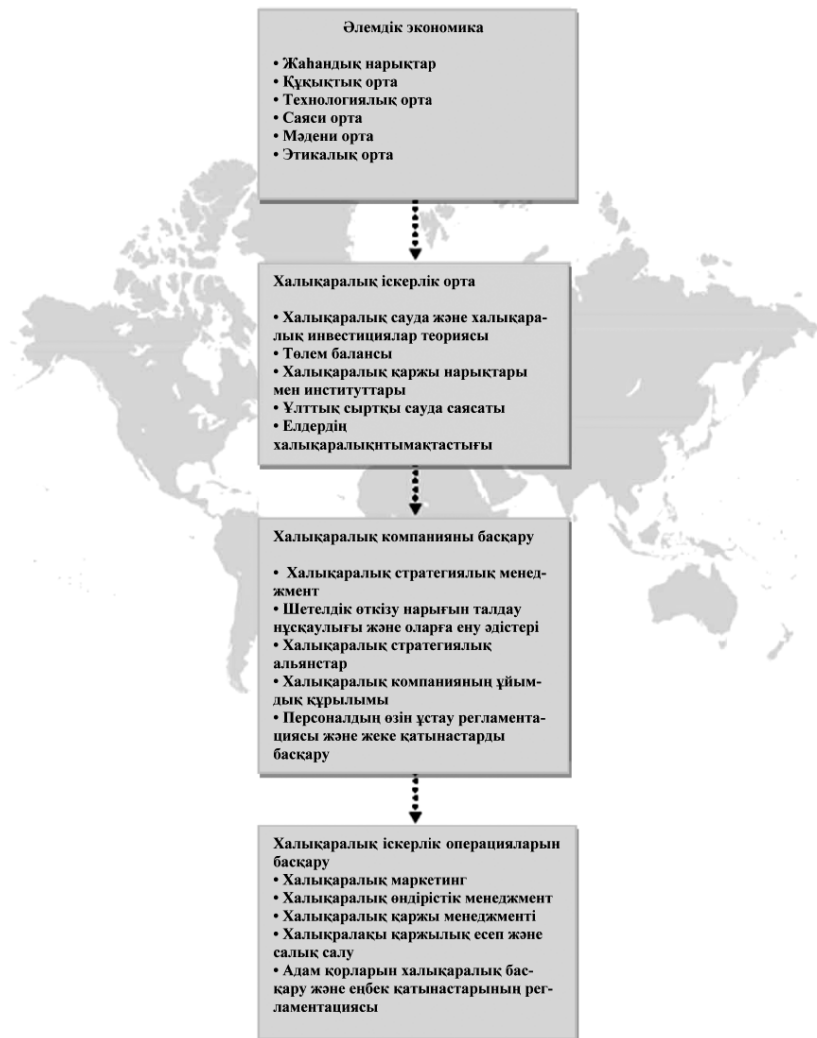 Әлемдік экономика
• Жаһандық нарықтар
• Құқықтық орта
• Технологиялық орта
• Саяси орта
• Мәдени орта
• Этикалық орта
Халықаралық іскерлік орта
• Халықаралық сауда және халықара-
лық инвестициялар теориясы
• Төлем балансы
• Халықаралық қаржы нарықтары
мен институттары
• Ұлттық сыртқы сауда саясаты
• Елдердің
халықаралықнтымақтастығы
Халықаралық компанияны басқару
• Халықаралық стратегиялық менед-
жмент
• Шетелдік өткізу нарығын талдау
нұсқаулығы және оларға ену әдістері
• Халықаралық стратегиялық
альянстар
• Халықаралық компанияның ұйым-
дық құрылымы
• Персоналдың өзін ұстау регламента-
циясы және жеке қатынастарды
басқару
Халықаралық іскерлік операцияларын
басқару
• Халықаралық маркетинг
• Халықаралық өндірістік менеджмент
• Халықаралық қаржы менеджменті
• Халықралақы қаржылық есеп және
салық салу
• Адам қорларын халықаралық бас-
қару және еңбек қатынастарының рег-
ламентациясы